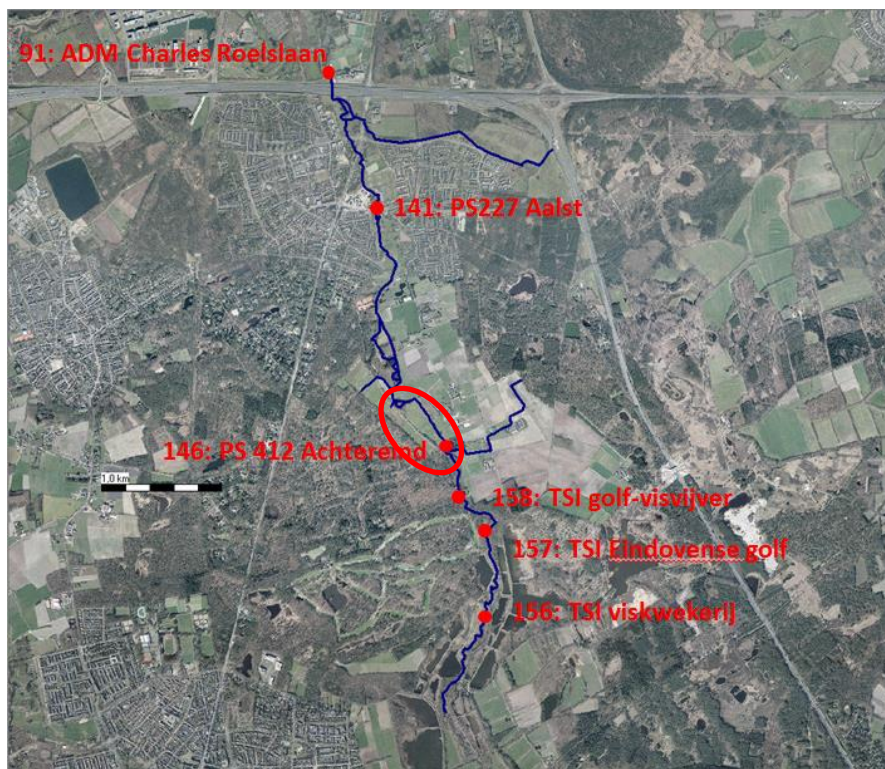 91: ADM Charles Roelslaan
141: PS227 Aalst
146: PS 412 Achtereind
1,0 km
158: TSI golf-visvijver
157: TSI Eindovense golf
156: TSI viskwekerij